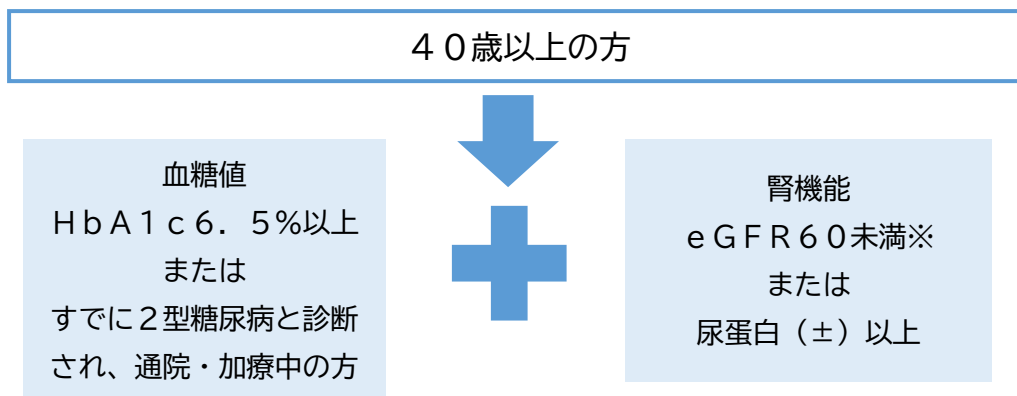 ４０歳以上の方
血糖値
ＨｂＡ１ｃ６．５%以上
または
すでに２型糖尿病と診断
され、通院・加療中の方
腎機能
ｅＧＦＲ６０未満※
または
尿蛋白（±）以上